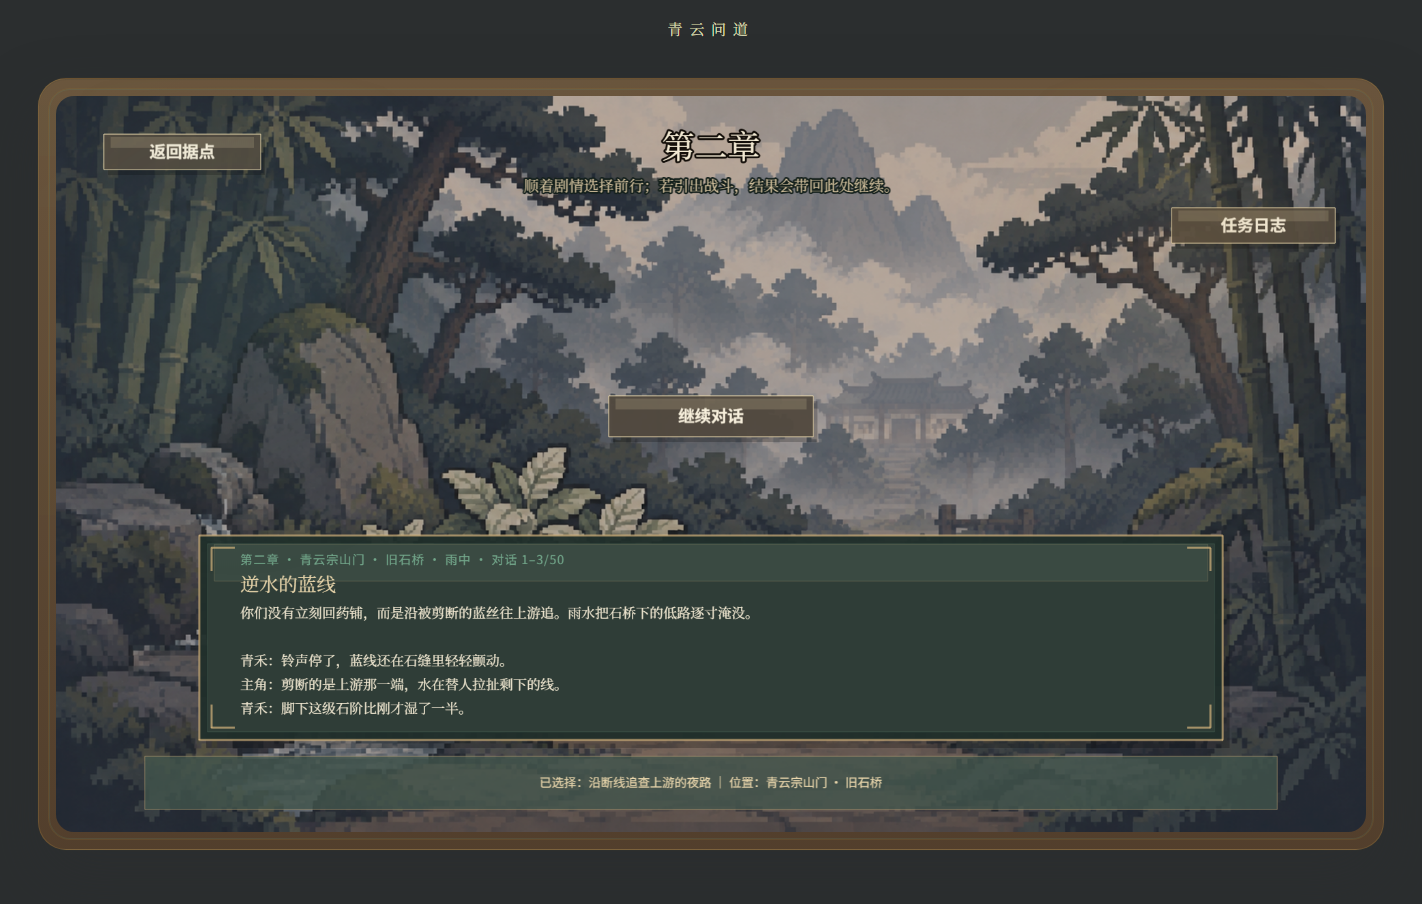 青云问道
第二章
返回据点
顺着剧情选择前行；若引出战斗，结果会带回此处继续。
任务日志
继续对话
第二章 · 青云宗山门 · 旧石桥 · 雨中 · 对话 1–3/50
逆水的蓝线
你们没有立刻回药铺，而是沿被剪断的蓝丝往上游追。雨水把石桥下的低路逐寸淹没。
青禾：铃声停了，蓝线还在石缝里轻轻颤动。
主角：剪断的是上游那一端，水在替人拉扯剩下的线。
青禾：脚下这级石阶比刚才湿了一半。
已选择：沿断线追查上游的夜路 ｜ 位置：青云宗山门 · 旧石桥